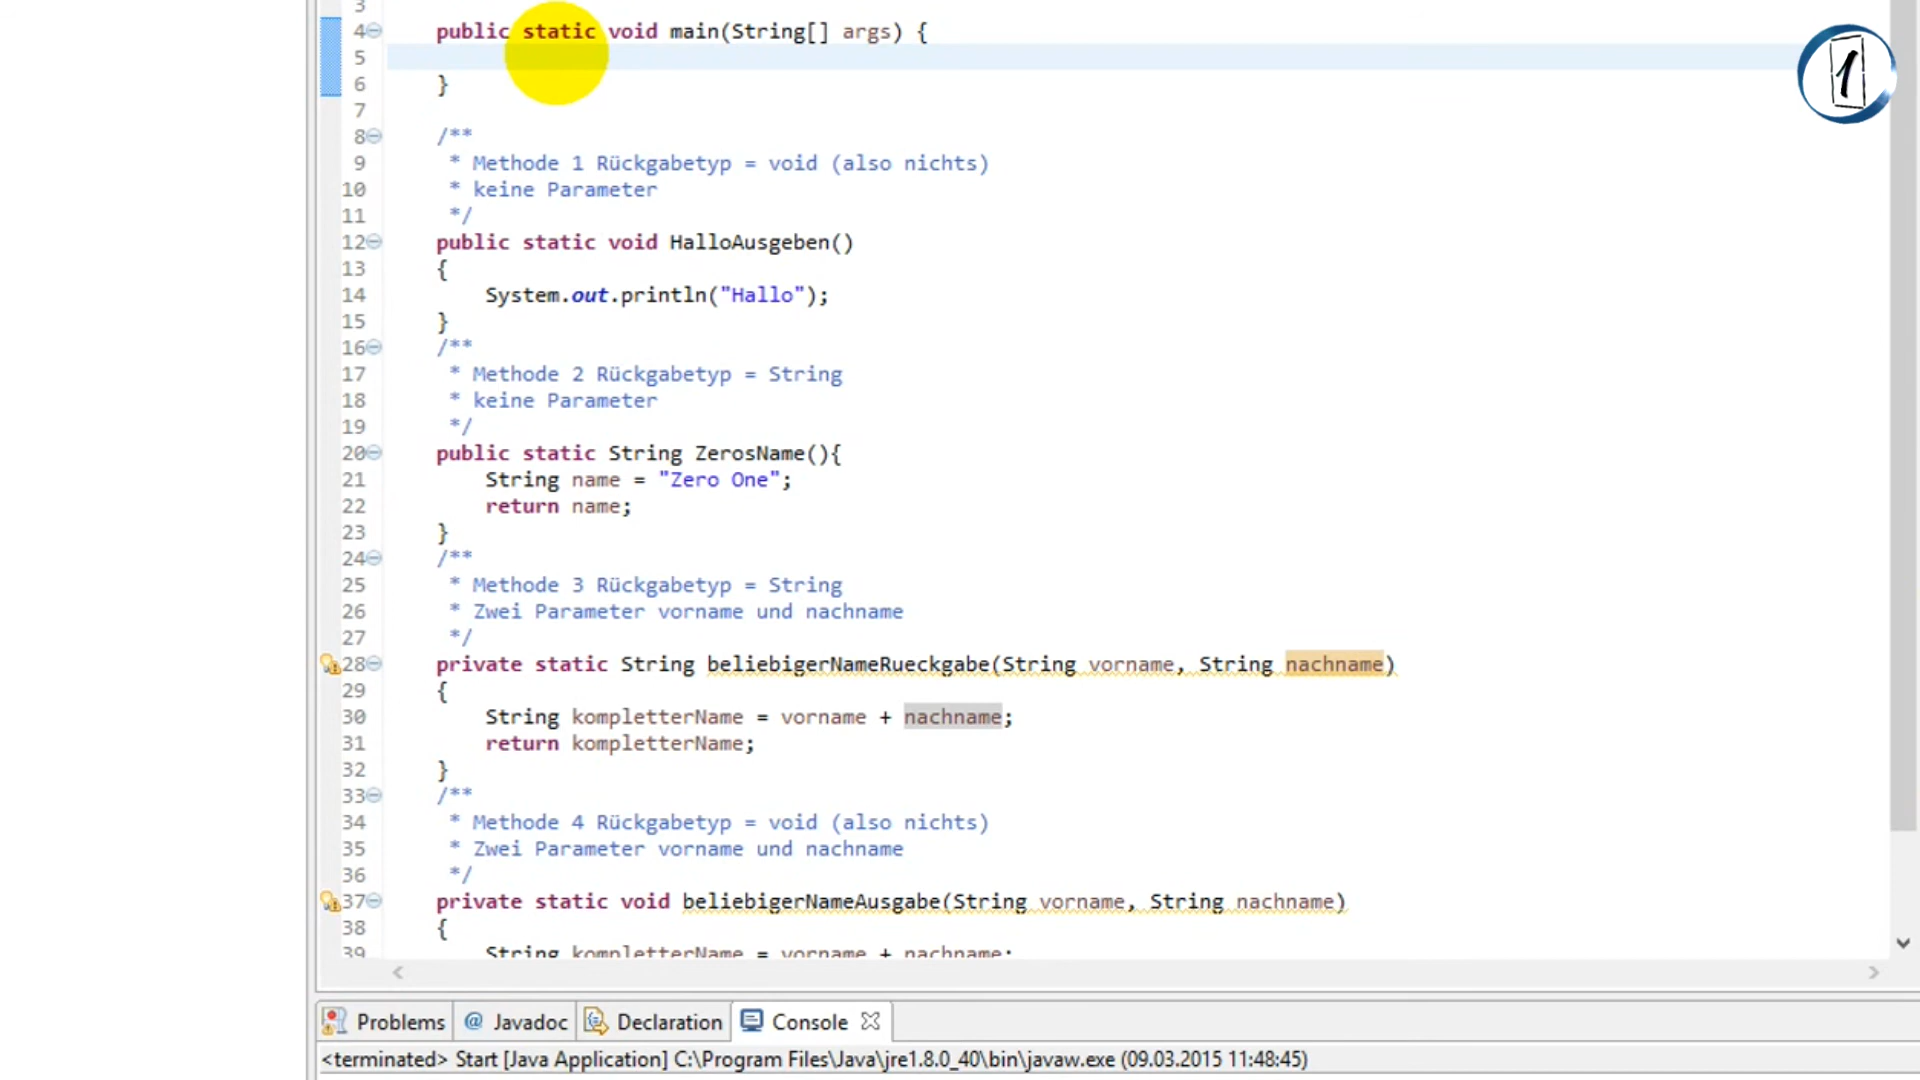 3
4 public static void main(String[] args) {
5
6 }
7
8 /**
9 * Methode 1 Rückgabetyp = void (also nichts)
10 * keine Parameter
11 */
12 public static void HalloAusgeben()
13 {
14 System.out.println("Hallo");
15 }
16 /**
17 * Methode 2 Rückgabetyp = String
18 * keine Parameter
19 */
20 public static String ZerosName(){
21 String name = "Zero One";
22 return name;
23 }
24 /**
25 * Methode 3 Rückgabetyp = String
26 * Zwei Parameter vorname und nachname
27 */
28 private static String beliebigerNameRueckgabe(String vorname, String nachname)
29 {
30 String kompletterName = vorname + nachname;
31 return kompletterName;
32 }
33 /**
34 * Methode 4 Rückgabetyp = void (also nichts)
35 * Zwei Parameter vorname und nachname
36 */
37 private static void beliebigerNameAusgabe(String vorname, String nachname)
38 {
39 String kompletterName = vorname + nachname;
Problems @ Javadoc Declaration Console
<terminated> Start [Java Application] C:\Program Files\Java\jre1.8.0_40\bin\javaw.exe (09.03.2015 11:48:45)
1